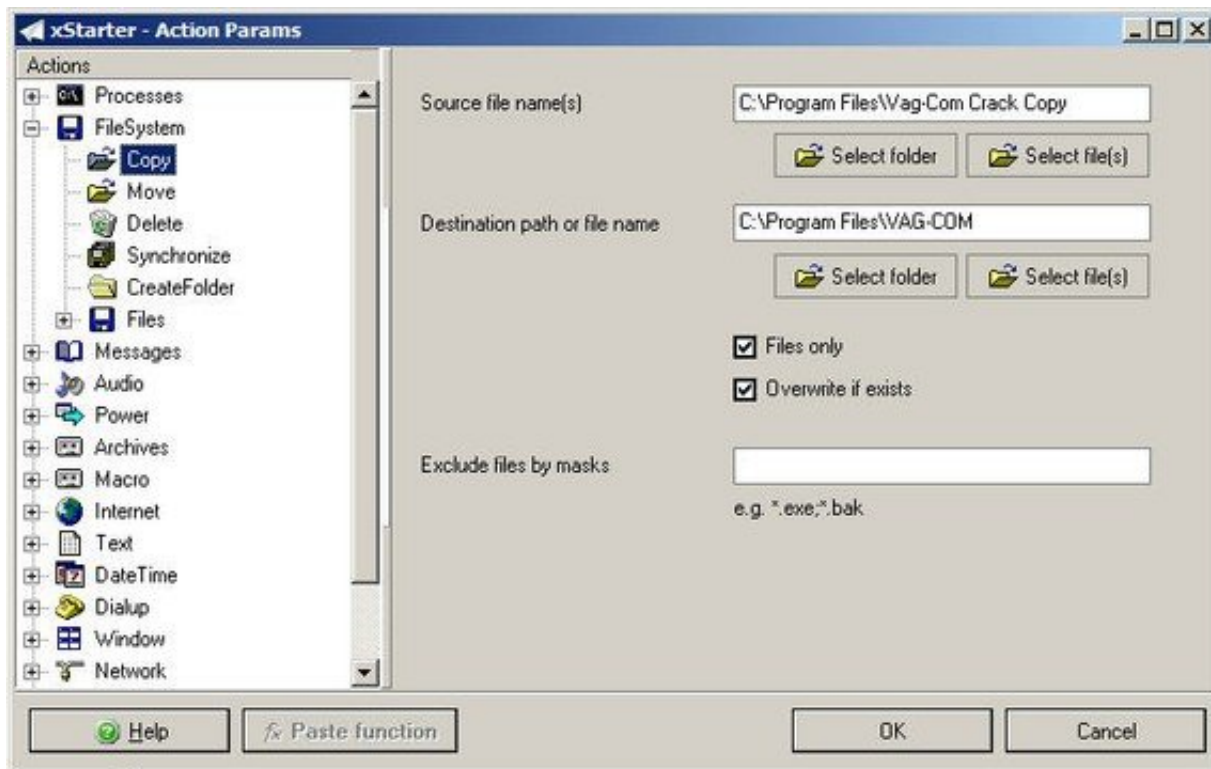 xStarter - Action Params
Actions
Processes
FileSystem
Copy
Move
Delete
Synchronize
CreateFolder
Files
Messages
Audio
Power
Archives
Macro
Internet
Text
DateTime
Dialup
Window
Network
Source file name(s)
C:\Program Files\Vag-Com Crack Copy
Select folder
Select file(s)
Destination path or file name
C:\Program Files\VAG-COM
Select folder
Select file(s)
Files only
Overwrite if exists
Exclude files by masks
e.g. *.exe;*.bak
Help
fx Paste function
OK
Cancel